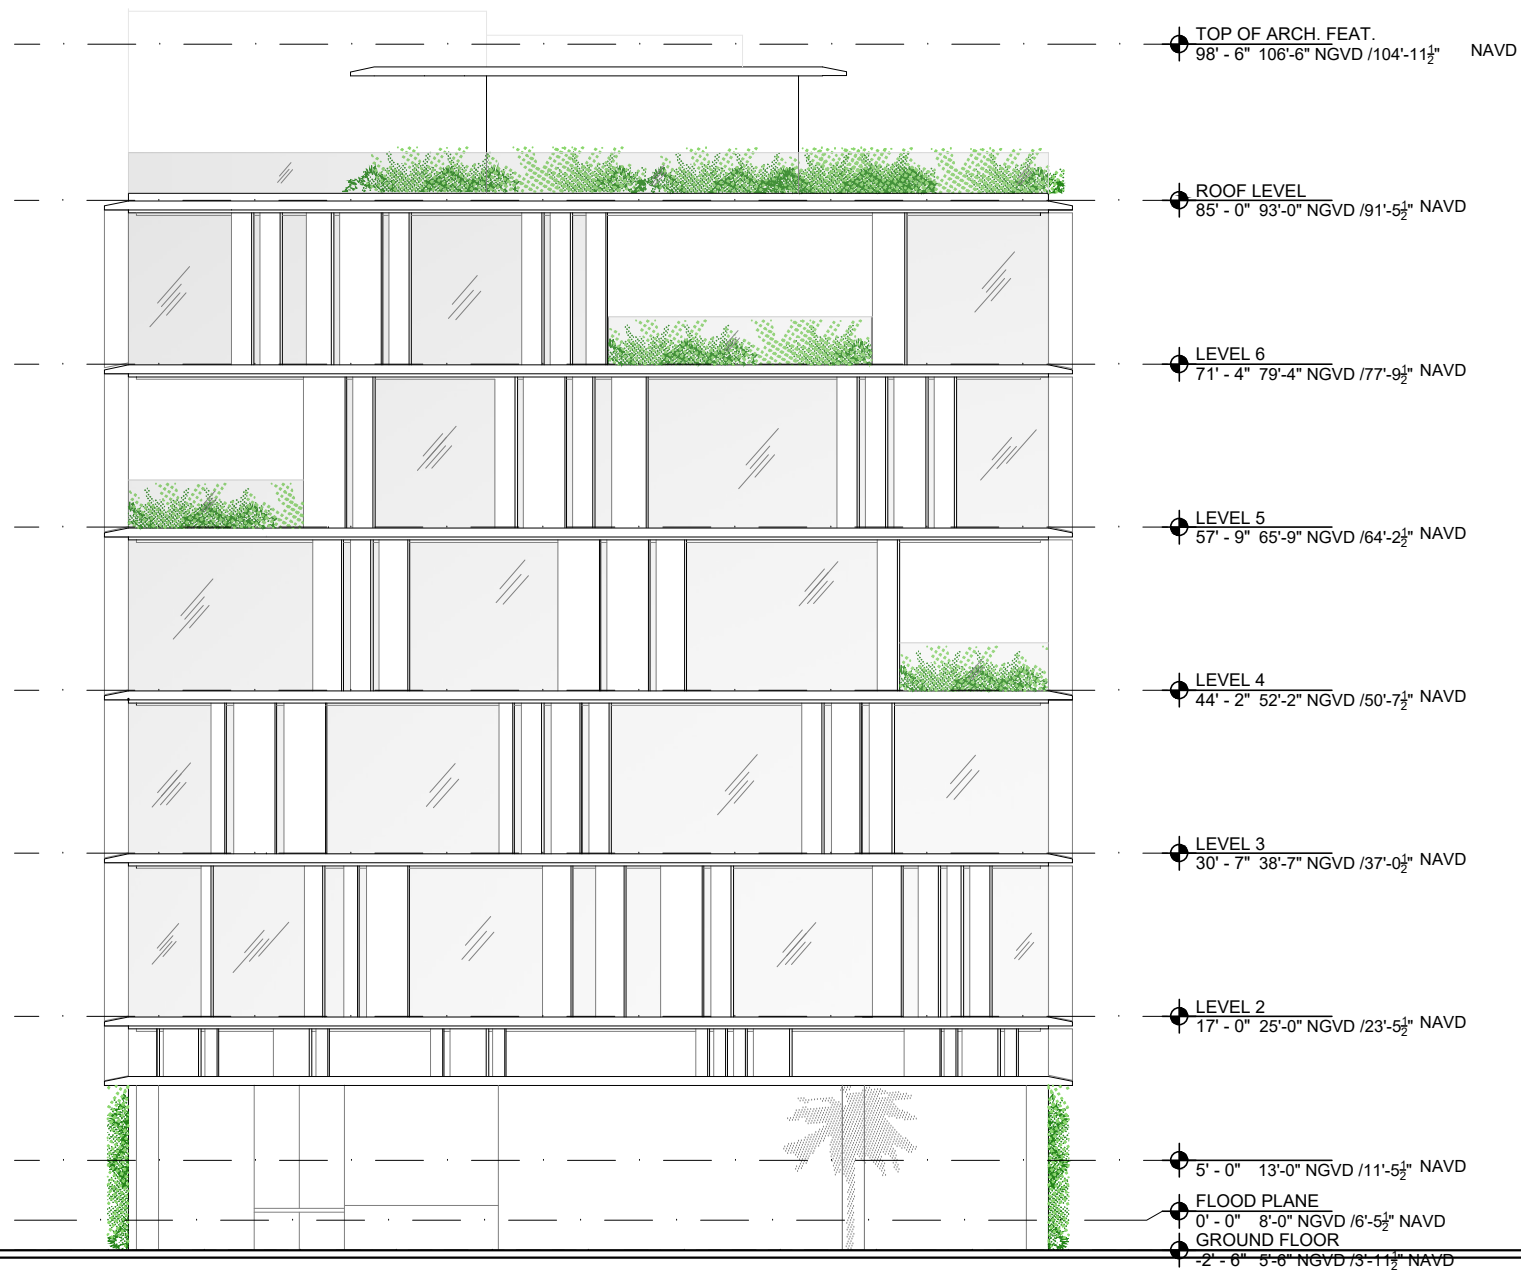 TOP OF ARCH. FEAT.
98' - 6" 106'-6" NGVD /104'-11½" NAVD
ROOF LEVEL
85' - 0" 93'-0" NGVD /91'-5½" NAVD
LEVEL 6
71' - 4" 79'-4" NGVD /77'-9½" NAVD
LEVEL 5
57' - 9" 65'-9" NGVD /64'-2½" NAVD
LEVEL 4
44' - 2" 52'-2" NGVD /50'-7½" NAVD
LEVEL 3
30' - 7" 38'-7" NGVD /37'-0½" NAVD
LEVEL 2
17' - 0" 25'-0" NGVD /23'-5½" NAVD
5' - 0" 13'-0" NGVD /11'-5½" NAVD
FLOOD PLANE
0' - 0" 8'-0" NGVD /6'-5½" NAVD
GROUND FLOOR
-2' - 6" 5'-6" NGVD /3'-11½" NAVD